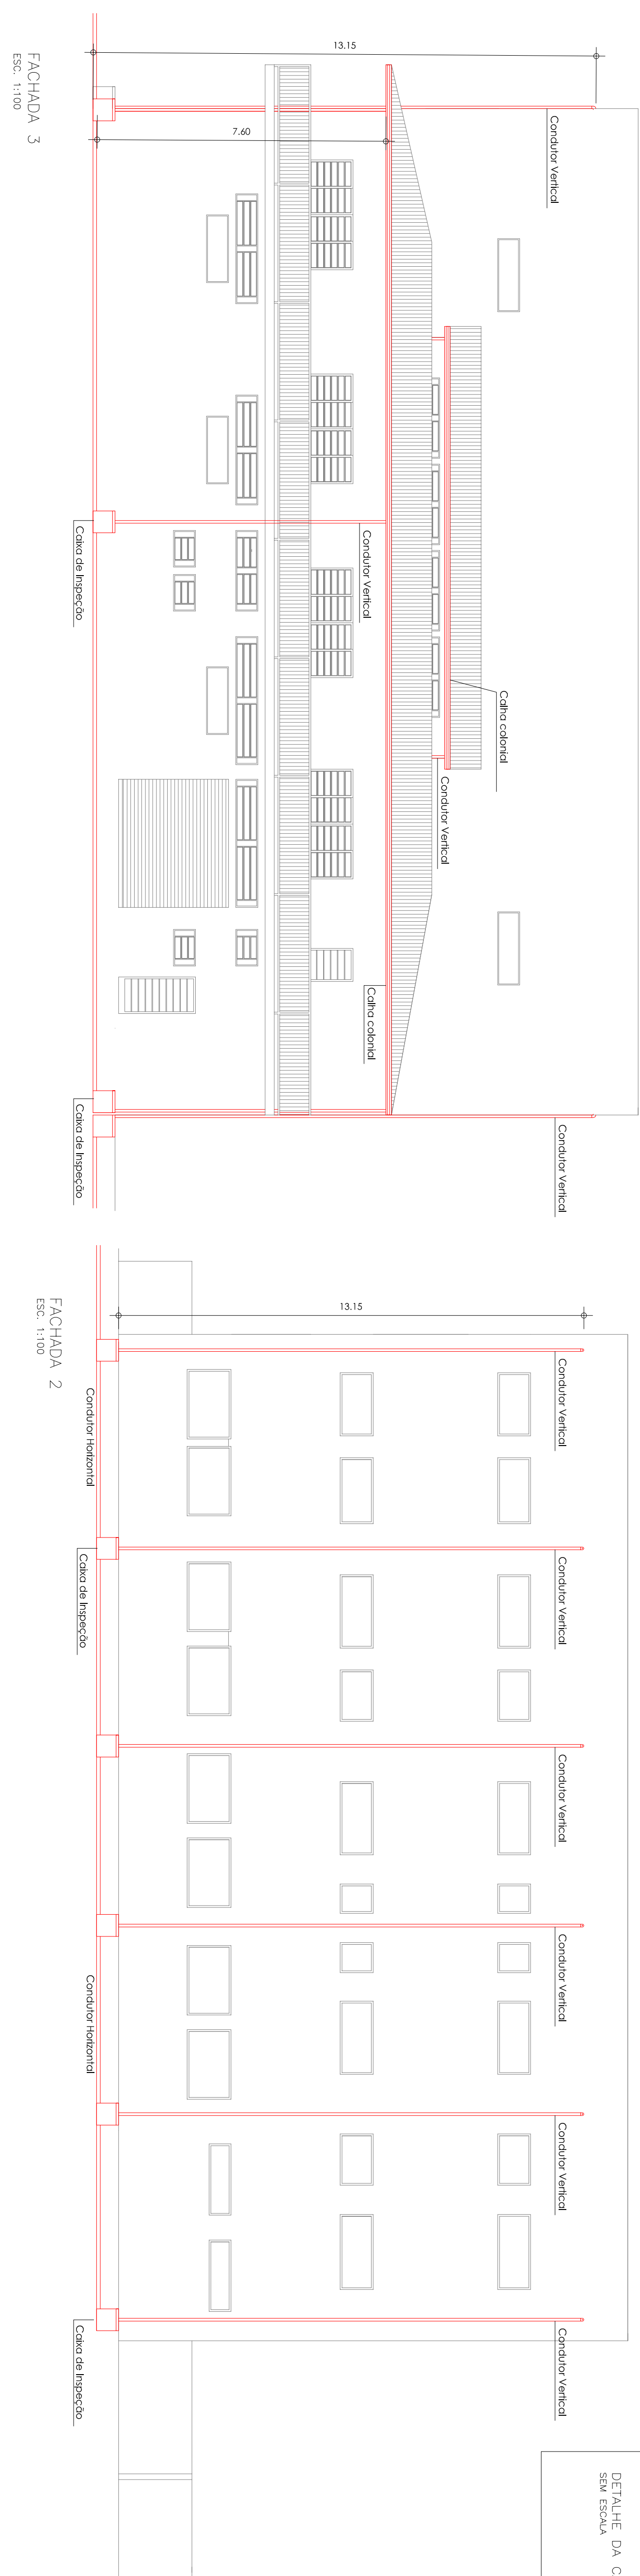 13.15
Condutor Vertical
7.60
Calha colonial
Condutor Vertical
Condutor Vertical
Calha colonial
Condutor Vertical
Caixa de Inspeção
Caixa de Inspeção
FACHADA 3
ESC. 1:100
13.15
Condutor Vertical
Condutor Vertical
Condutor Vertical
Condutor Vertical
Condutor Vertical
Condutor Vertical
Condutor Horizontal
Caixa de Inspeção
Condutor Horizontal
Caixa de Inspeção
FACHADA 2
ESC. 1:100
DETALHE DA C
SEM ESCALA